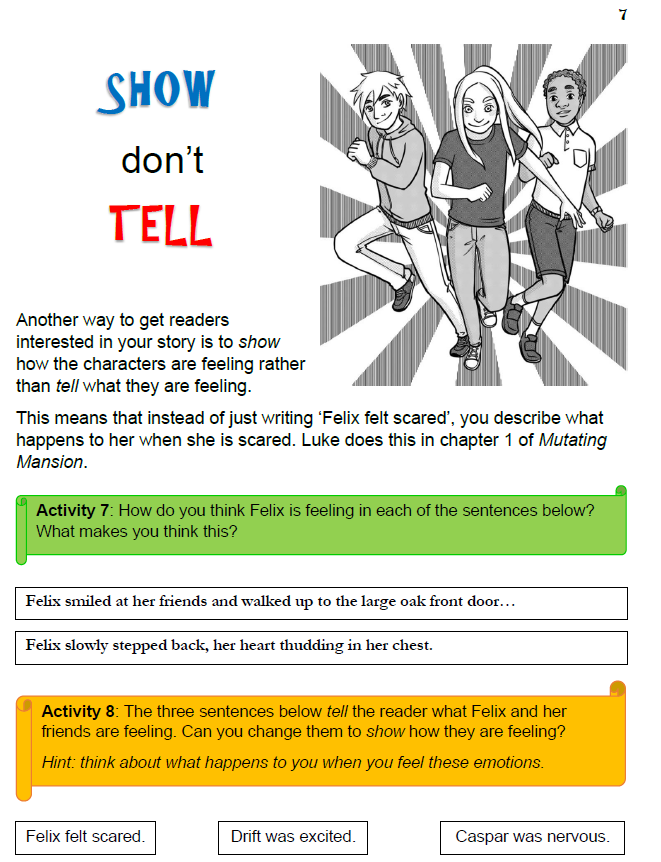 7
SHOW
don't
TELL
Another way to get readers
interested in your story is to show
how the characters are feeling rather
than tell what they are feeling.
This means that instead of just writing ‘Felix felt scared’, you describe what
happens to her when she is scared. Luke does this in chapter 1 of Mutating
Mansion.
Activity 7: How do you think Felix is feeling in each of the sentences below?
What makes you think this?
Felix smiled at her friends and walked up to the large oak front door…
Felix slowly stepped back, her heart thudding in her chest.
Activity 8: The three sentences below tell the reader what Felix and her
friends are feeling. Can you change them to show how they are feeling?
Hint: think about what happens to you when you feel these emotions.
Felix felt scared.
Drift was excited.
Caspar was nervous.